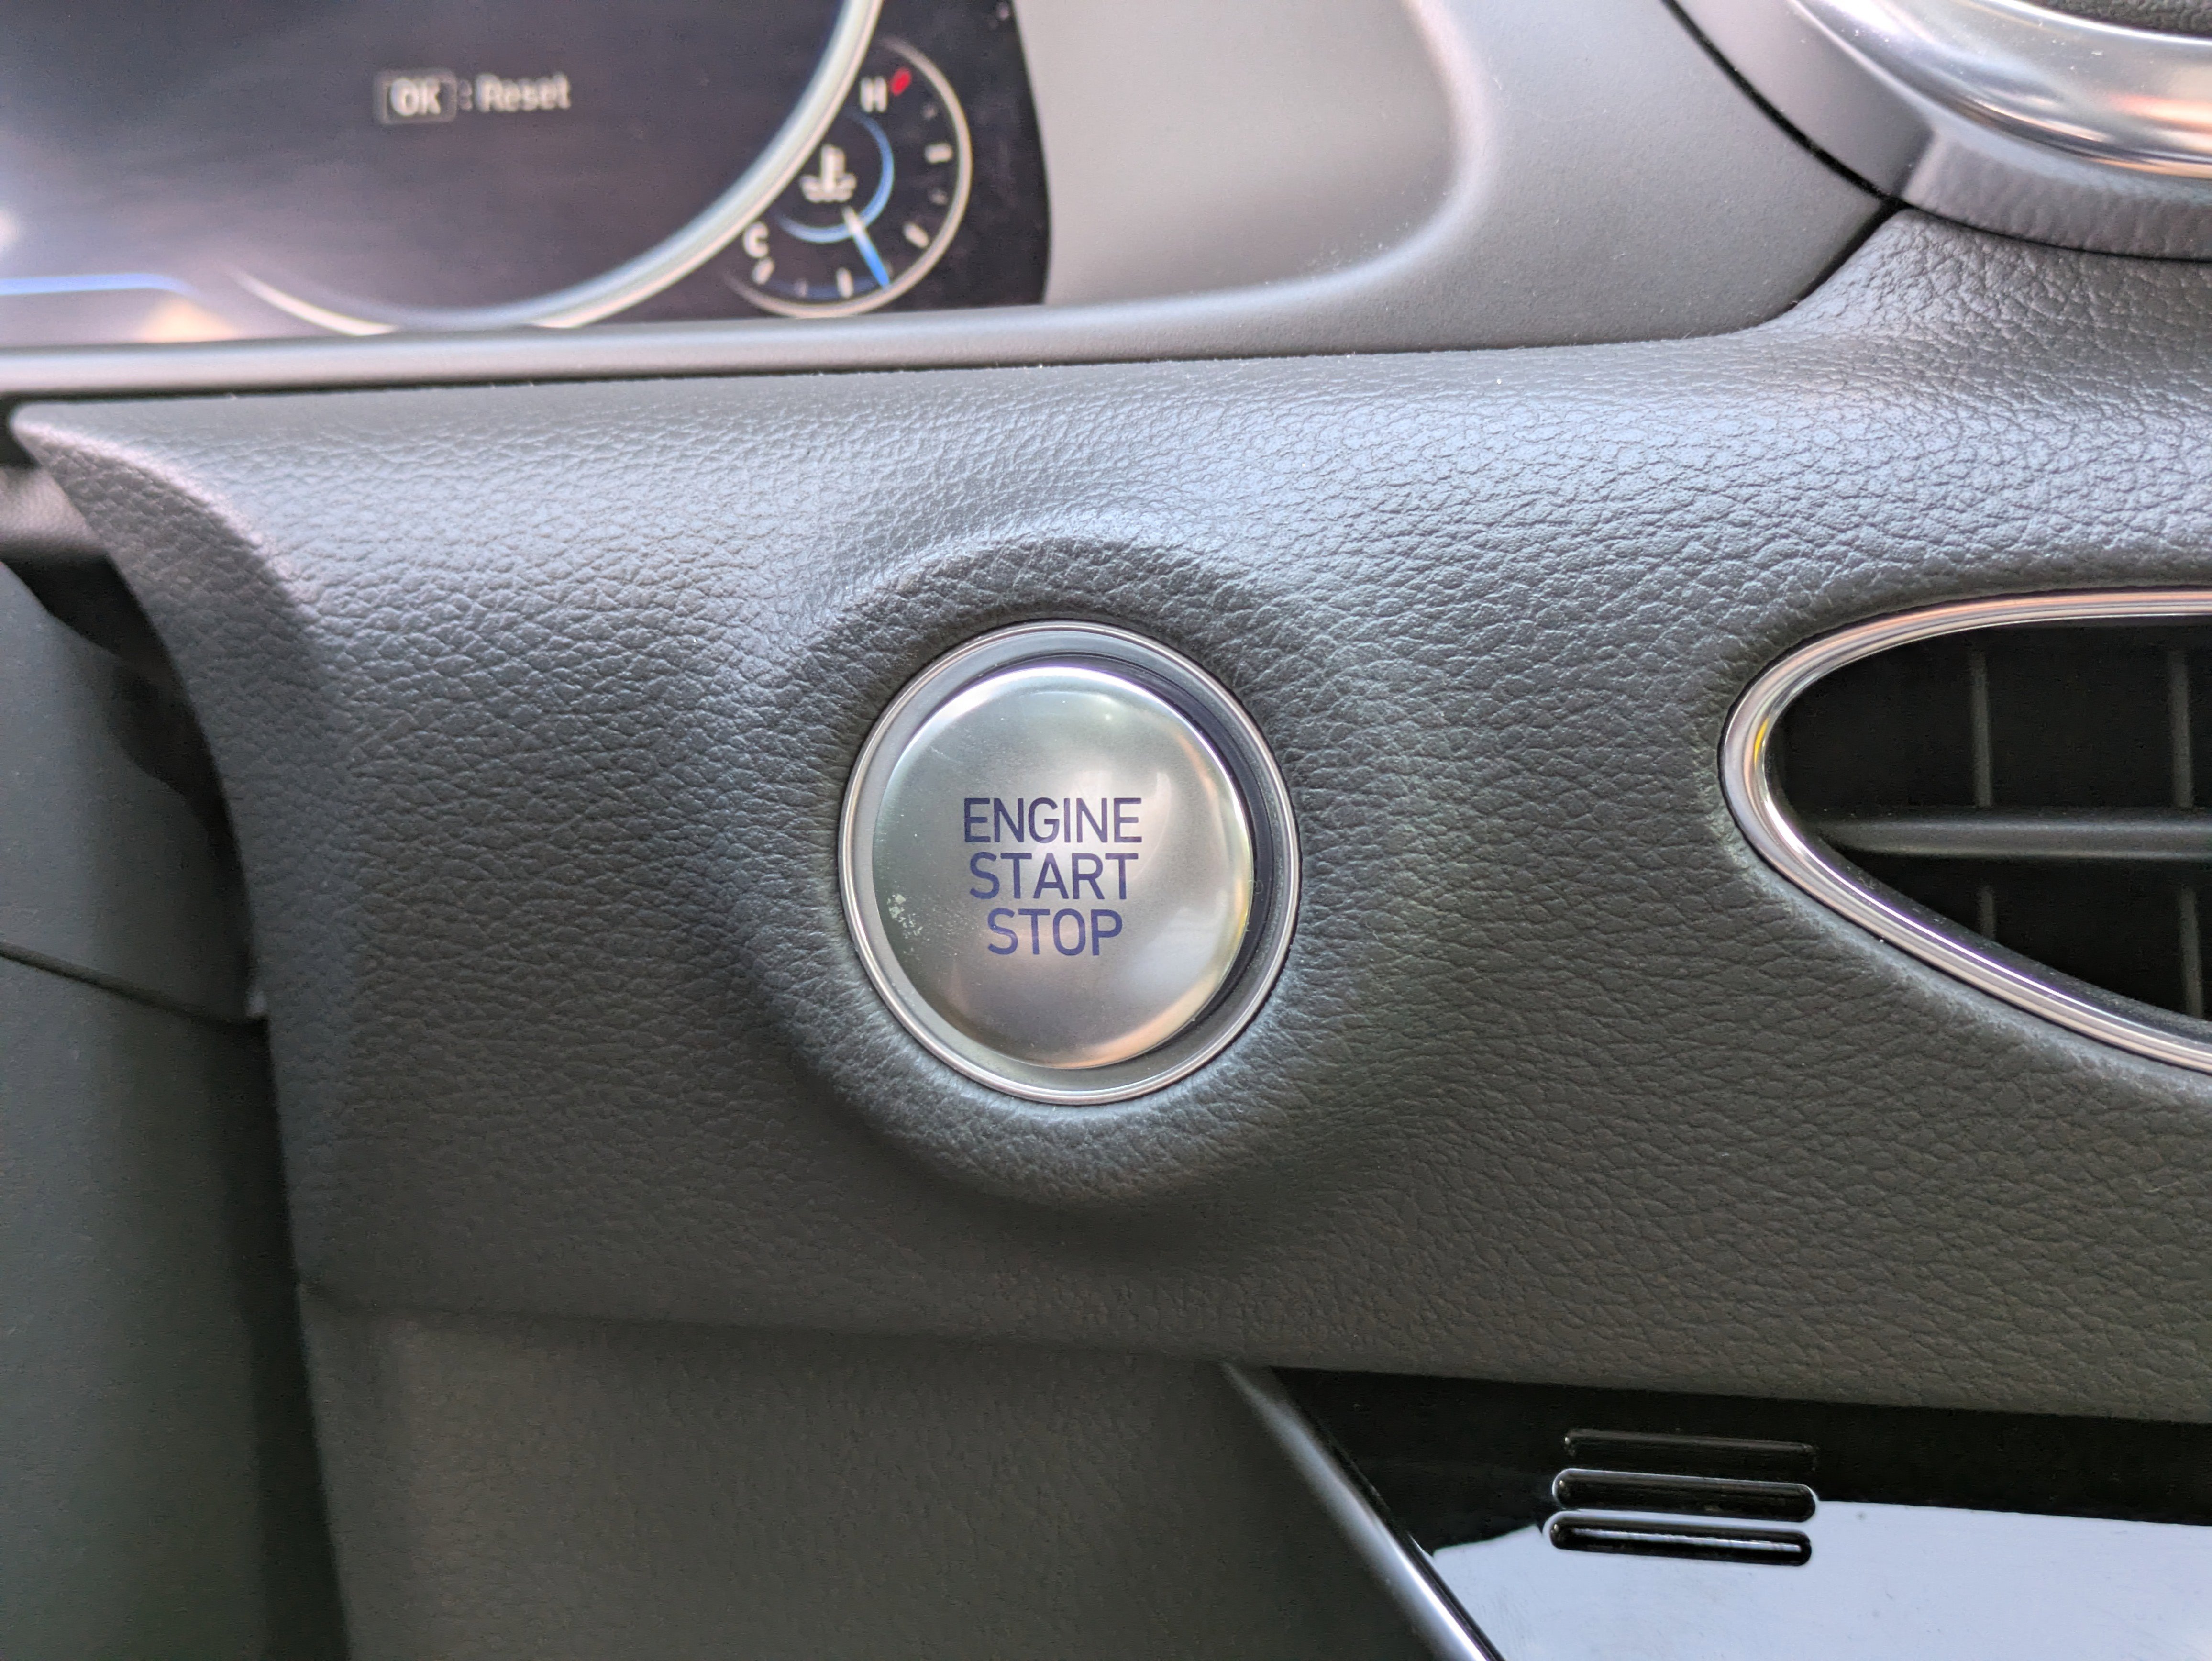 OK : Reset
H
C
ENGINE
START
STOP